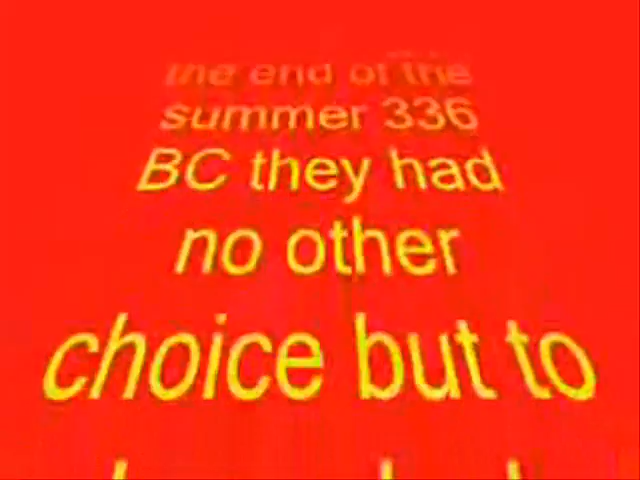 the end of the
summer 336
BC they had
no other
choice but to